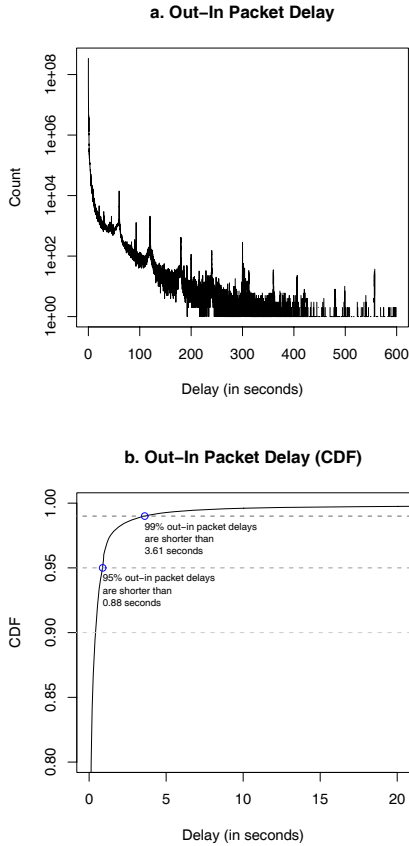 a. Out−In Packet Delay
Count
1e+08
1e+06
1e+04
1e+02
1e+00
0 100 200 300 400 500 600
Delay (in seconds)
b. Out−In Packet Delay (CDF)
CDF
1.00
0.95
0.90
0.85
0.80
99% out−in packet delays
are shorter than
3.61 seconds
95% out−in packet delays
are shorter than
0.88 seconds
0 5 10 15 20
Delay (in seconds)